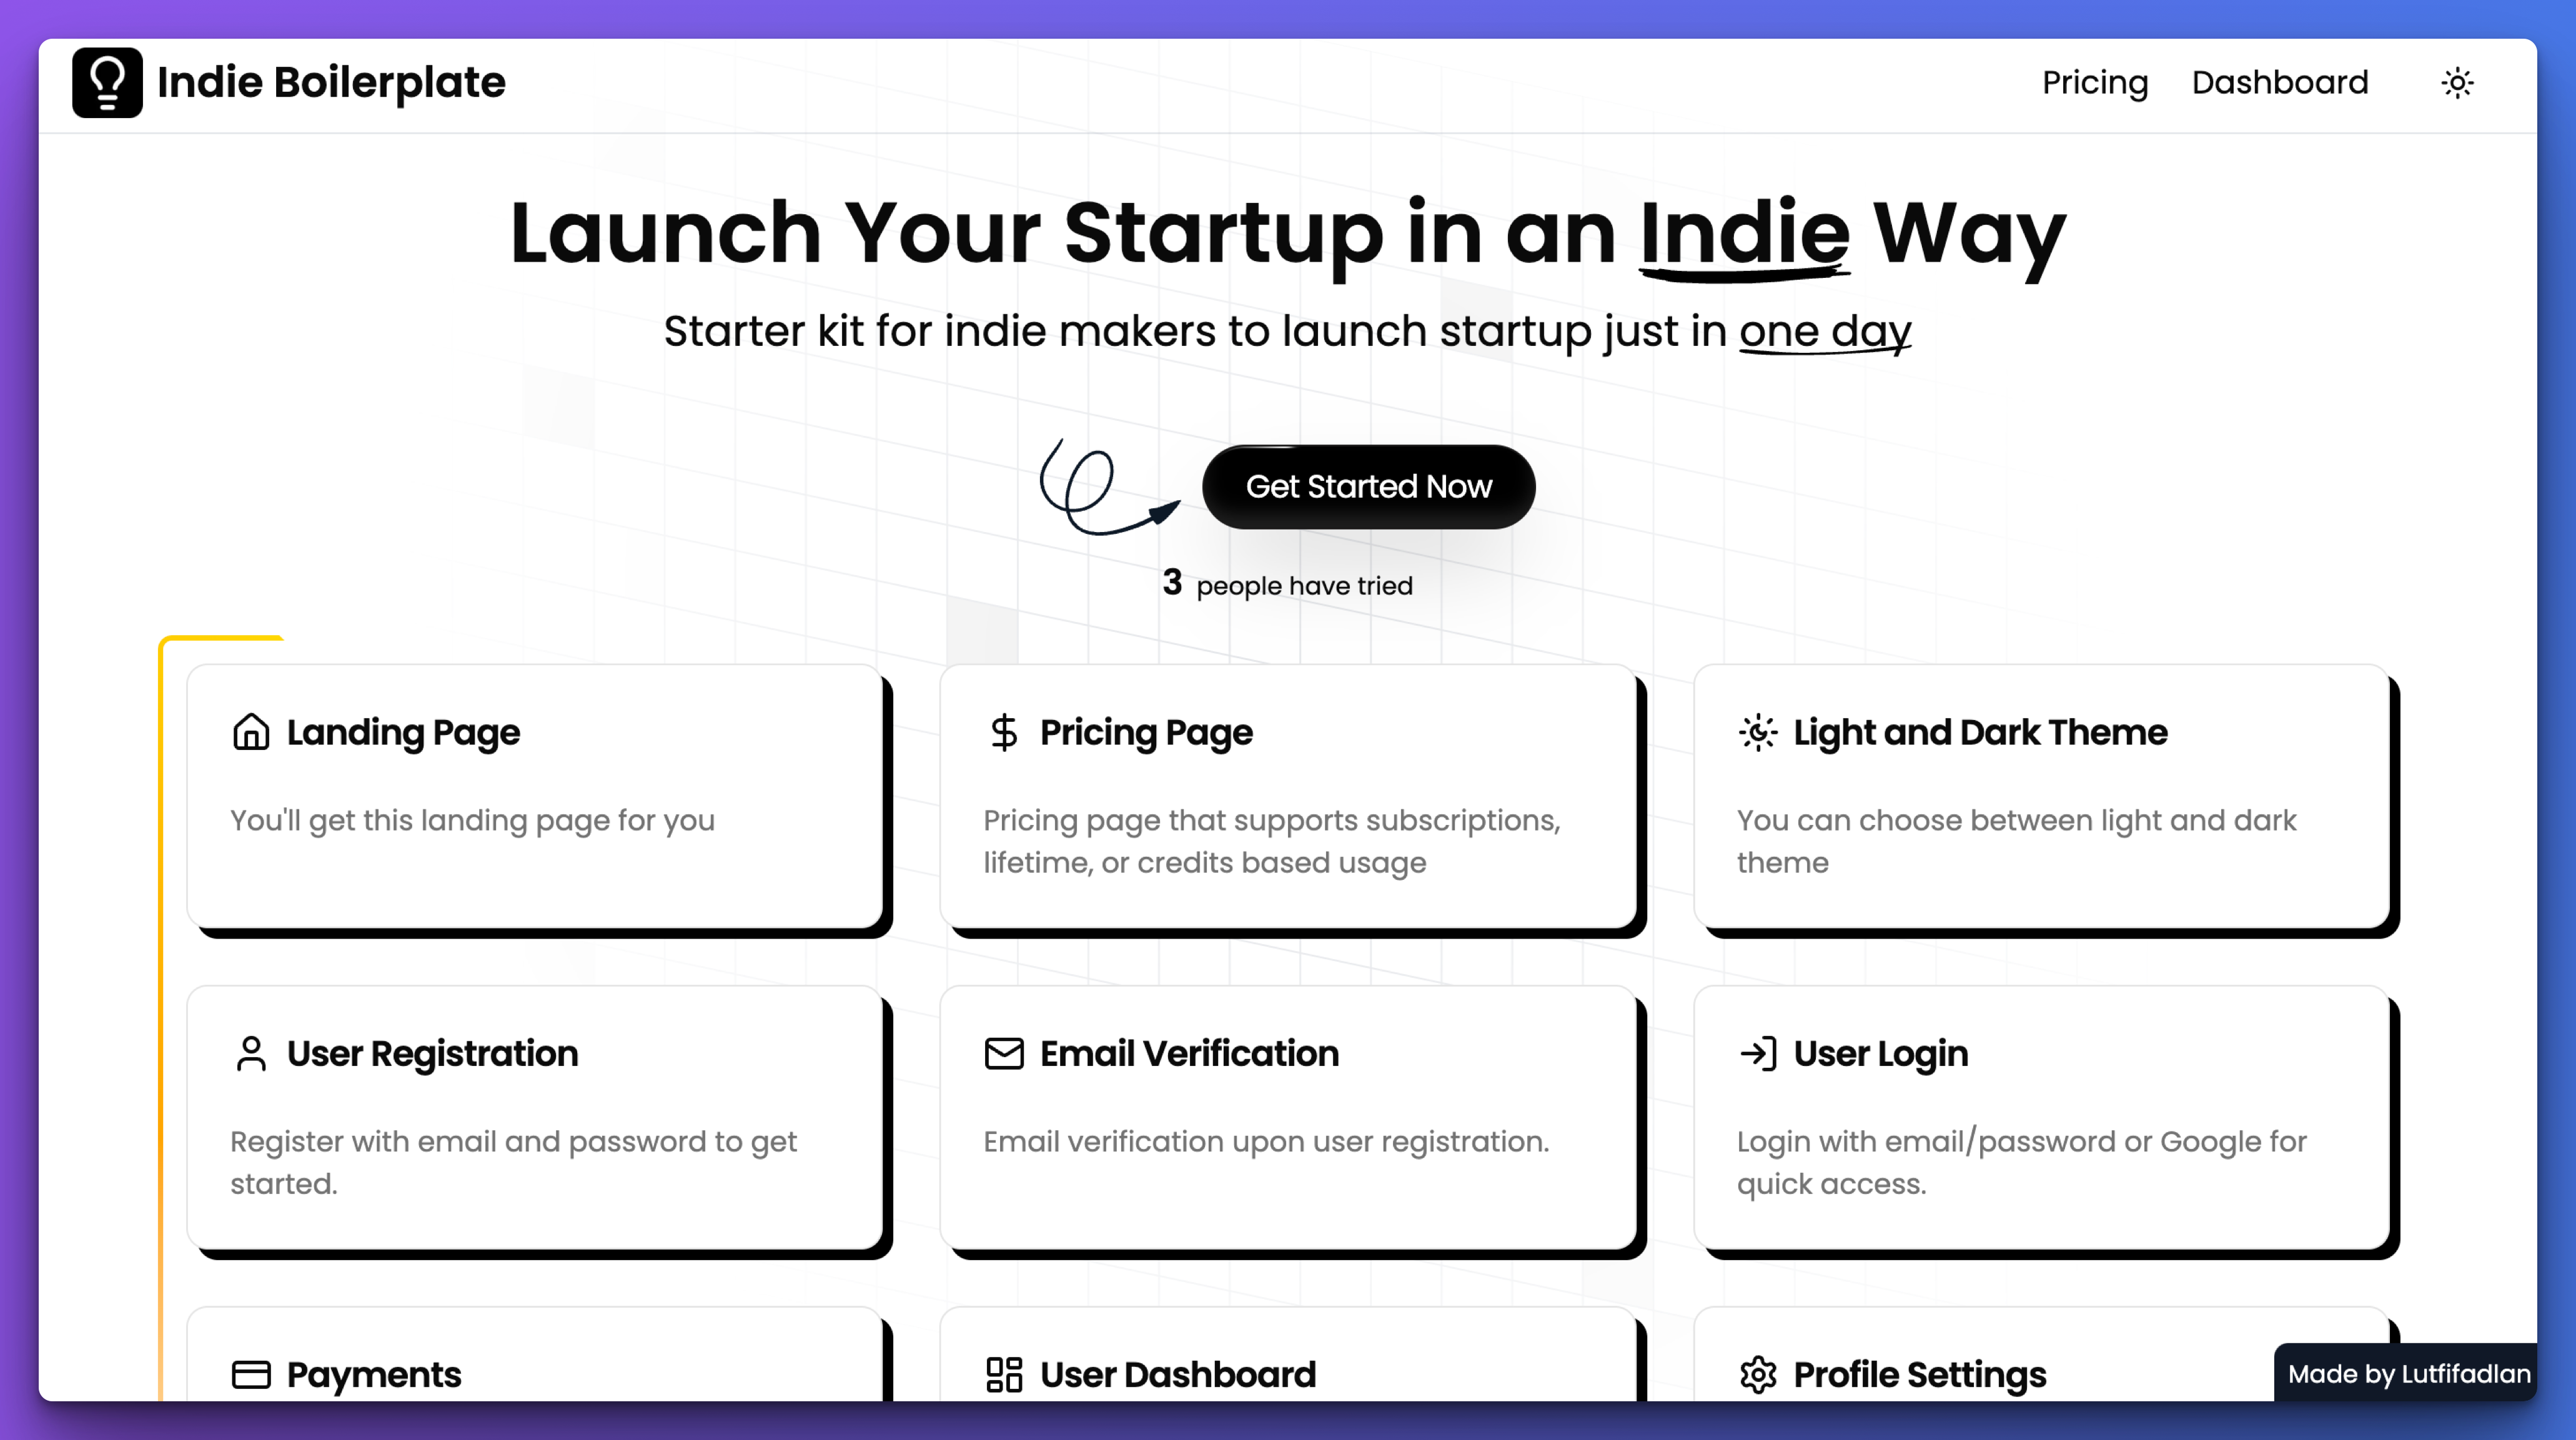 Indie Boilerplate
Pricing
Dashboard
Launch Your Startup in an Indie Way
Starter kit for indie makers to launch startup just in one day
Get Started Now
3 people have tried
Landing Page
You'll get this landing page for you
Pricing Page
Pricing page that supports subscriptions,
lifetime, or credits based usage
Light and Dark Theme
You can choose between light and dark
theme
User Registration
Register with email and password to get
started.
Email Verification
Email verification upon user registration.
User Login
Login with email/password or Google for
quick access.
Payments
User Dashboard
Profile Settings
Made by Lutfifadlan